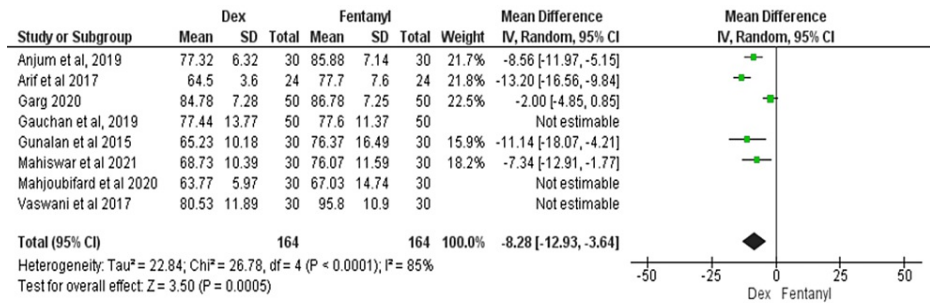 Dex Fentanyl Mean Difference Mean Difference
Study or Subgroup Mean SD Total Mean SD Total Weight IV, Random, 95% CI IV, Random, 95% CI
Anjum et al, 2019 77.32 6.32 30 85.88 7.14 30 21.7% -8.56 [-11.97, -5.15]
Arif et al 2017 64.5 3.6 24 77.7 7.6 24 21.8% -13.20 [-16.56, -9.84]
Garg 2020 84.78 7.28 50 86.78 7.25 50 22.5% -2.00 [-4.85, 0.85]
Gauchan et al, 2019 77.44 13.77 50 77.6 11.37 50 Not estimable
Gunalan et al 2015 65.23 10.18 30 76.37 16.49 30 15.9% -11.14 [-18.07, -4.21]
Mahiswar et al 2021 68.73 10.39 30 76.07 11.59 30 18.2% -7.34 [-12.91, -1.77]
Mahjoubifard et al 2020 63.77 5.97 30 67.03 14.74 30 Not estimable
Vaswani et al 2017 80.53 11.89 30 95.8 10.9 30 Not estimable
Total (95% CI) 164 164 100.0% -8.28 [-12.93, -3.64]
Heterogeneity: Tau² = 22.84; Chi² = 26.78, df = 4 (P < 0.0001); I² = 85%
Test for overall effect: Z = 3.50 (P = 0.0005)
-50 -25 0 25 50
Dex Fentanyl